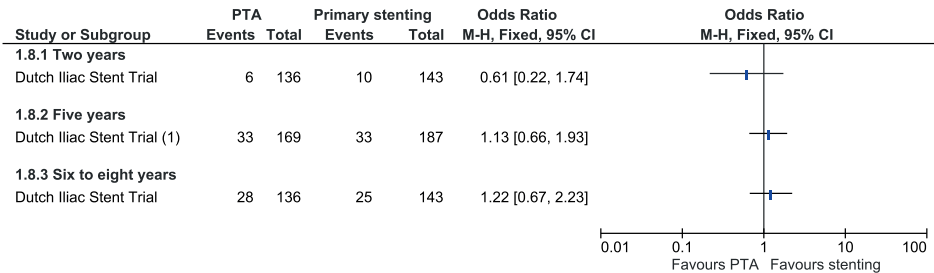 PTA Primary stenting Odds Ratio Odds Ratio
Study or Subgroup Events Total Events Total M-H, Fixed, 95% CI M-H, Fixed, 95% CI
1.8.1 Two years
Dutch Iliac Stent Trial 6 136 10 143 0.61 [0.22, 1.74]
1.8.2 Five years
Dutch Iliac Stent Trial (1) 33 169 33 187 1.13 [0.66, 1.93]
1.8.3 Six to eight years
Dutch Iliac Stent Trial 28 136 25 143 1.22 [0.67, 2.23]
0.01 0.1 1 10 100
Favours PTA Favours stenting